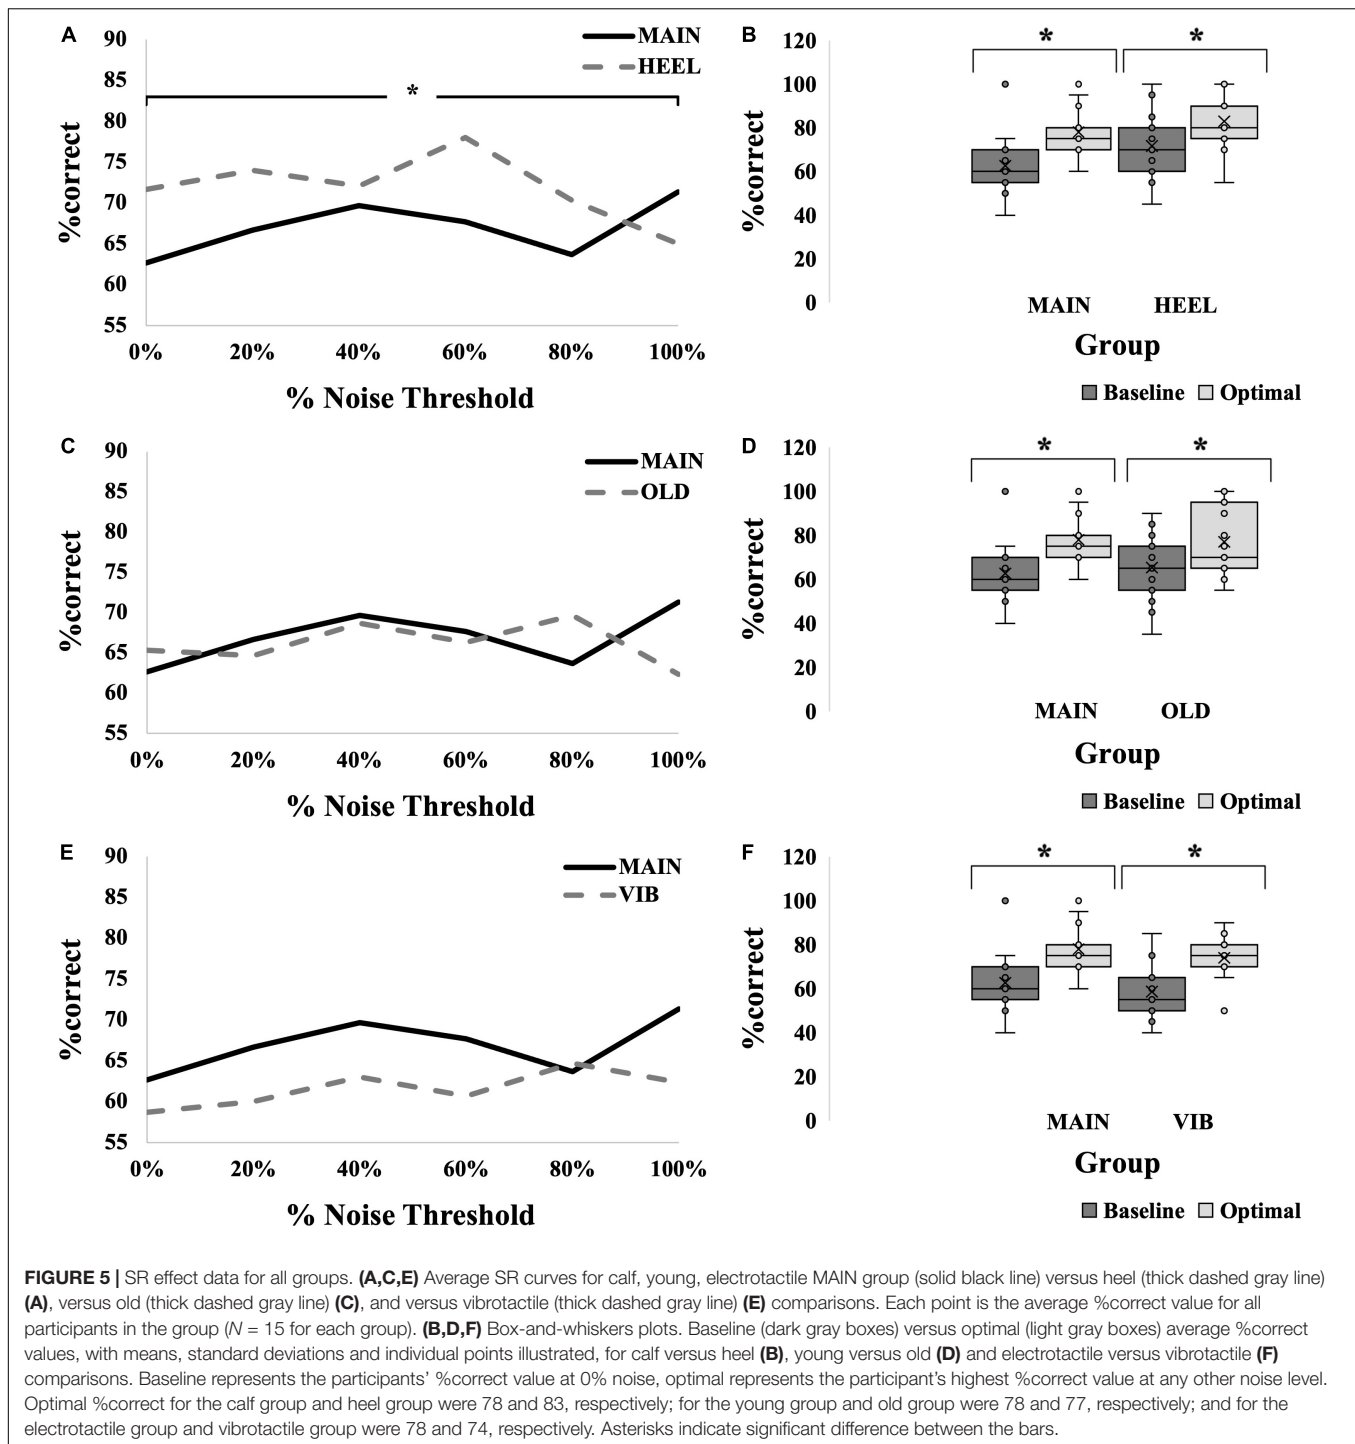 A
90
85
80
75
70
65
60
55
%correct
MAIN
HEEL
*
0% 20% 40% 60% 80% 100%
% Noise Threshold
B
120
100
80
60
40
20
0
%correct
* *
MAIN HEEL
Group
Baseline Optimal
C
90
85
80
75
70
65
60
55
%correct
MAIN
OLD
0% 20% 40% 60% 80% 100%
% Noise Threshold
D
120
100
80
60
40
20
0
%correct
* *
MAIN OLD
Group
Baseline Optimal
E
90
85
80
75
70
65
60
55
%correct
MAIN
VIB
0% 20% 40% 60% 80% 100%
% Noise Threshold
F
120
100
80
60
40
20
0
%correct
* *
MAIN VIB
Group
Baseline Optimal
FIGURE 5 | SR effect data for all groups. (A,C,E) Average SR curves for calf, young, electrotactile MAIN group (solid black line) versus heel (thick dashed gray line)
(A), versus old (thick dashed gray line) (C), and versus vibrotactile (thick dashed gray line) (E) comparisons. Each point is the average %correct value for all
participants in the group (N = 15 for each group). (B,D,F) Box-and-whiskers plots. Baseline (dark gray boxes) versus optimal (light gray boxes) average %correct
values, with means, standard deviations and individual points illustrated, for calf versus heel (B), young versus old (D) and electrotactile versus vibrotactile (F)
comparisons. Baseline represents the participants' %correct value at 0% noise, optimal represents the participant's highest %correct value at any other noise level.
Optimal %correct for the calf group and heel group were 78 and 83, respectively; for the young group and old group were 78 and 77, respectively; and for the
electrotactile group and vibrotactile group were 78 and 74, respectively. Asterisks indicate significant difference between the bars.